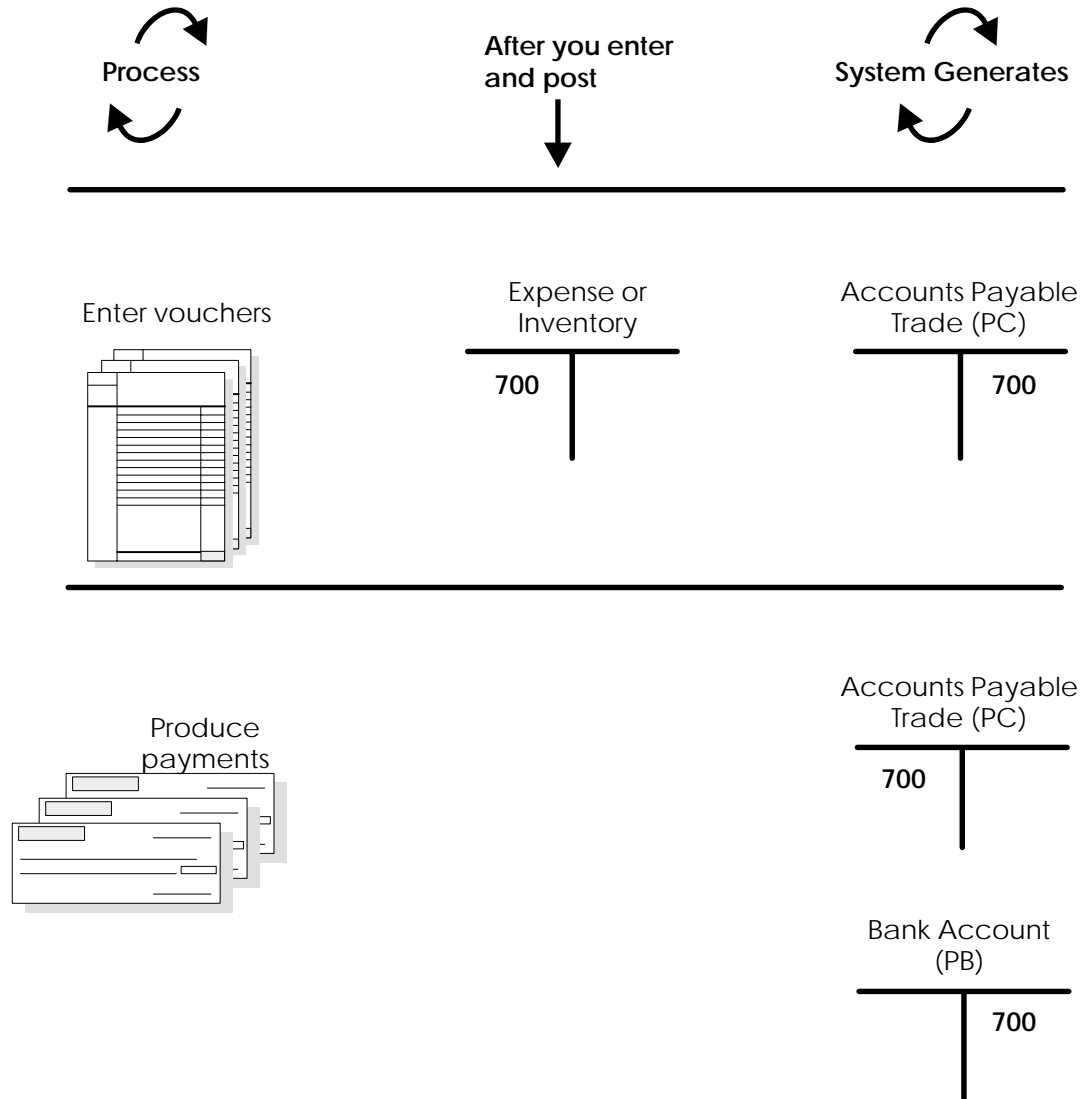 Process
After you enter
and post
System Generates
Enter vouchers
Expense or
Inventory
700
Accounts Payable
Trade (PC)
700
Produce
payments
Accounts Payable
Trade (PC)
700
Bank Account
(PB)
700